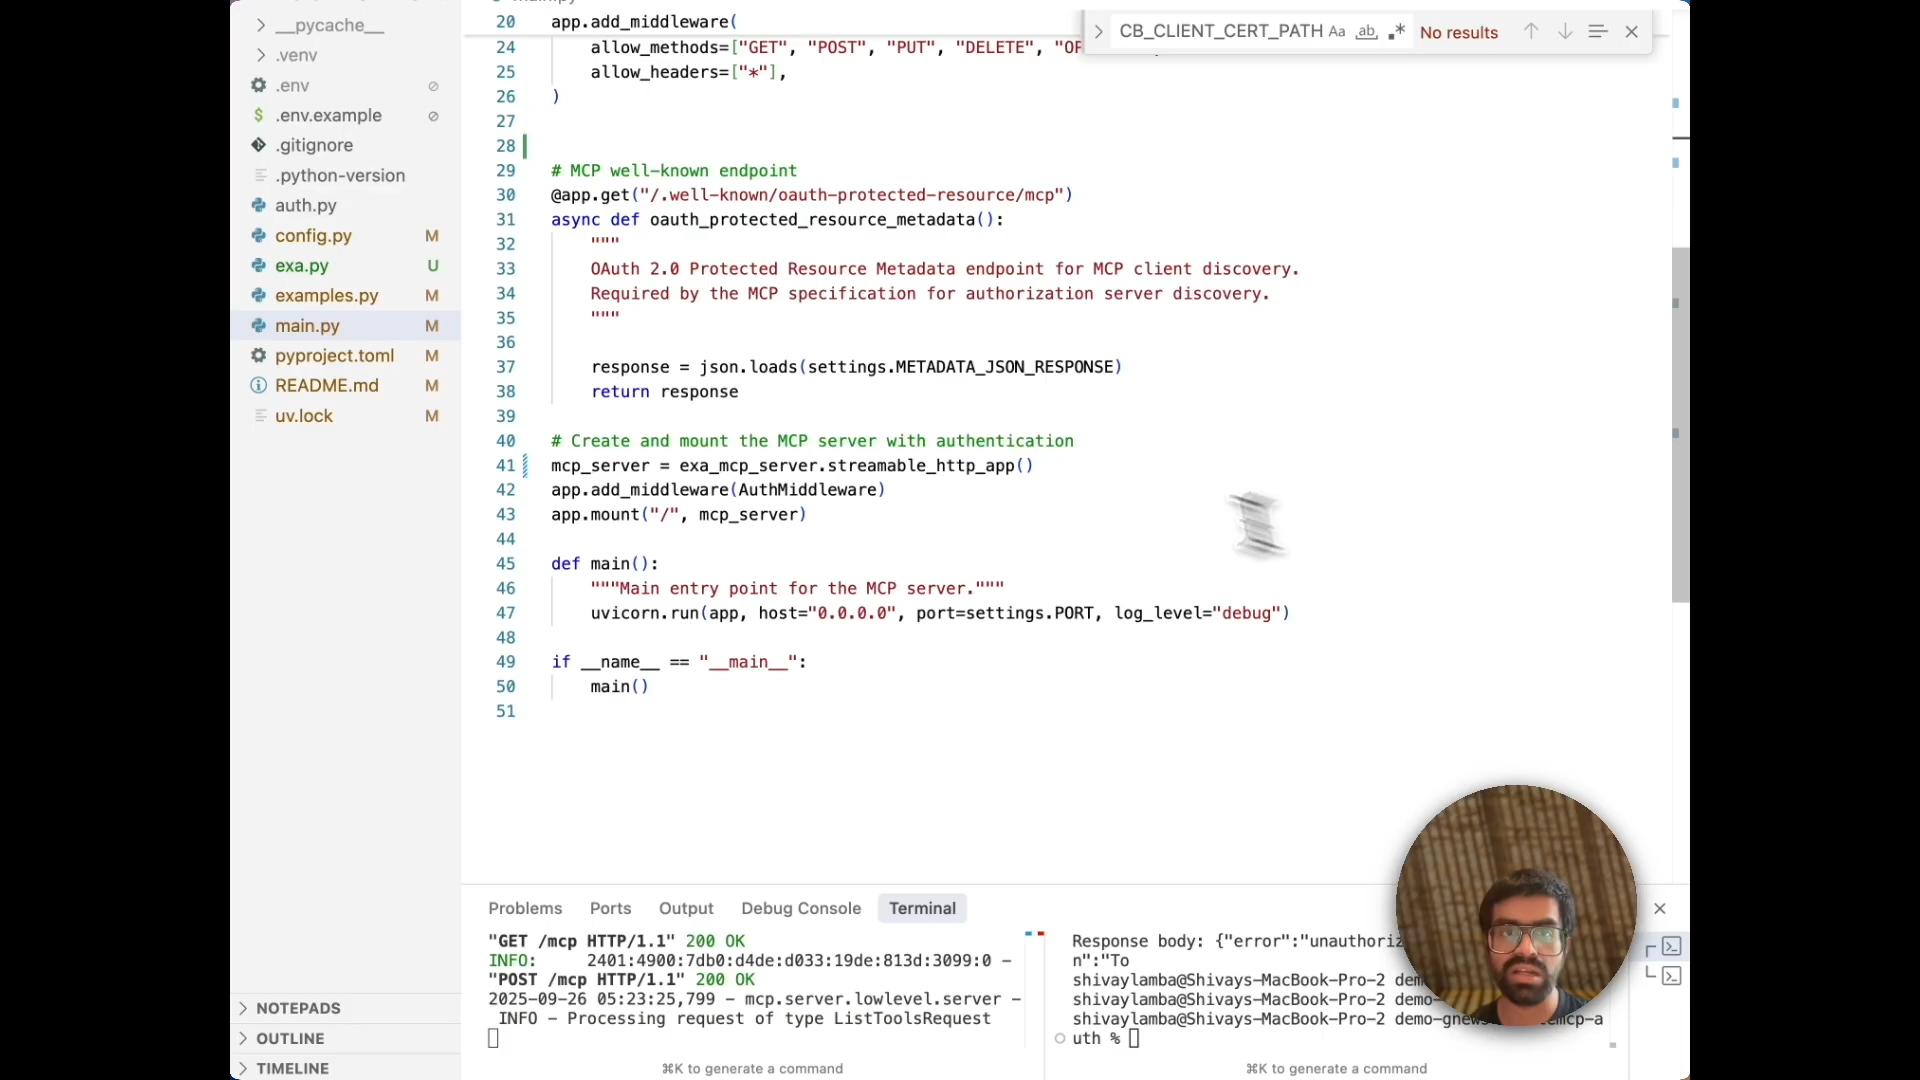 __pycache__
.venv
.env
.env.example
.gitignore
.python-version
auth.py
config.py M
exa.py U
examples.py M
main.py M
pyproject.toml M
README.md M
uv.lock M
NOTEPADS
OUTLINE
TIMELINE
CB_CLIENT_CERT_PATH Aa ab .* No results
20 app.add_middleware(
24 allow_methods=["GET", "POST", "PUT", "DELETE",
25 allow_headers=["*"],
26 )
27
28
29 # MCP well-known endpoint
30 @app.get("/.well-known/oauth-protected-resource/mcp")
31 async def oauth_protected_resource_metadata():
32 """
33 OAuth 2.0 Protected Resource Metadata endpoint for MCP client discovery.
34 Required by the MCP specification for authorization server discovery.
35 """
36
37 response = json.loads(settings.METADATA_JSON_RESPONSE)
38 return response
39
40 # Create and mount the MCP server with authentication
41 mcp_server = exa_mcp_server.streamable_http_app()
42 app.add_middleware(AuthMiddleware)
43 app.mount("/", mcp_server)
44
45 def main():
46 """Main entry point for the MCP server."""
47 uvicorn.run(app, host="0.0.0.0", port=settings.PORT, log_level="debug")
48
49 if __name__ == "__main__":
50 main()
51
Problems Ports Output Debug Console Terminal
"GET /mcp HTTP/1.1" 200 OK
INFO: 2401:4900:7db0:d4de:d033:19de:813d:3099:0 –
"POST /mcp HTTP/1.1" 200 OK
2025-09-26 05:23:25,799 – mcp.server.lowlevel.server –
INFO – Processing request of type ListToolsRequest
⌘K to generate a command
Response body: {"error":"unauthoriz
n":"To
shivaylamba@Shivays-MacBook-Pro-2
shivaylamba@Shivays-MacBook-Pro-2
shivaylamba@Shivays-MacBook-Pro-2
uth %
⌘K to generate a command